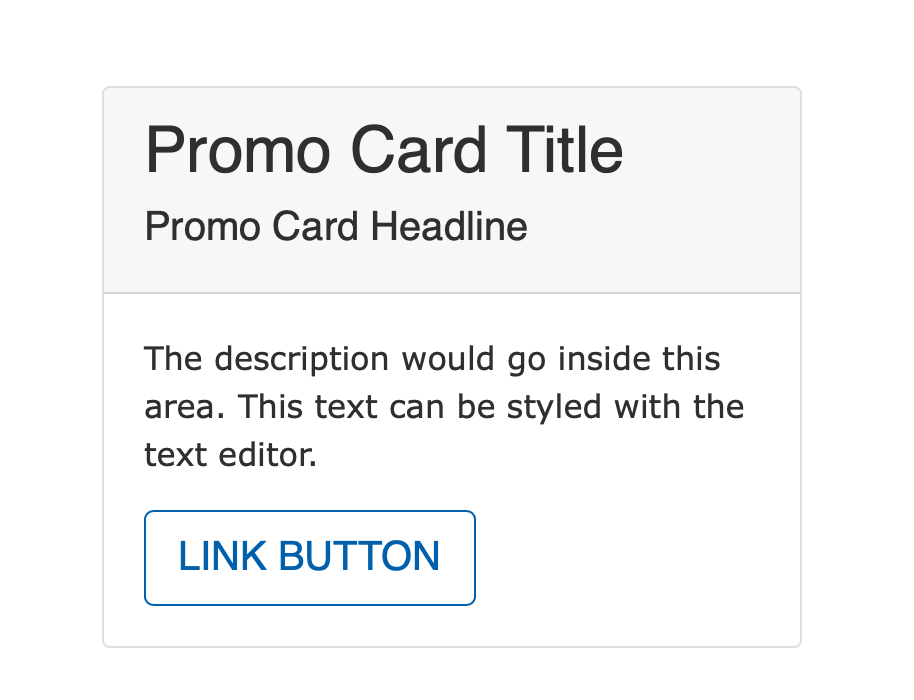 Promo Card Title
Promo Card Headline
The description would go inside this
area. This text can be styled with the
text editor.
LINK BUTTON